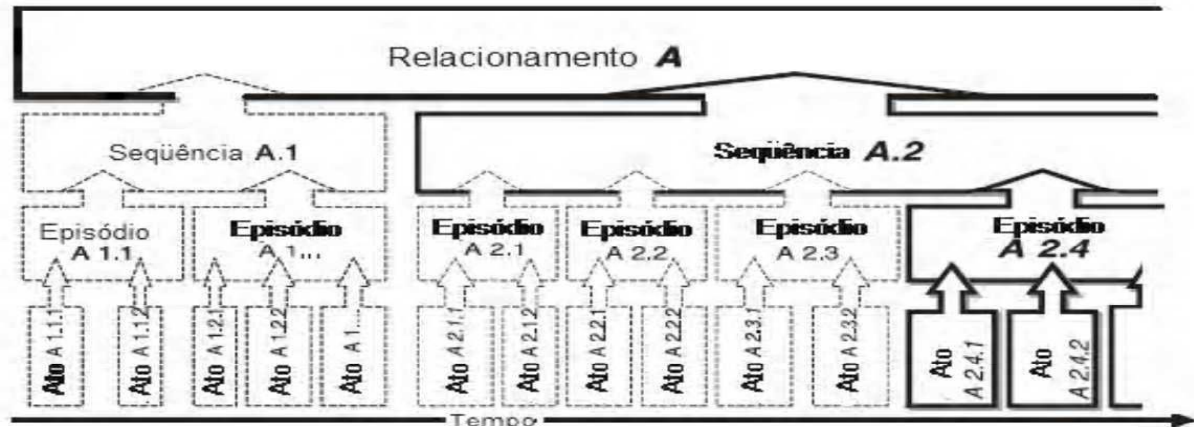 Relacionamento A
Seqüência A.1
Seqüência A.2
Episódio
A 1.1
Episódio
A 1...
Episódio
A 2.1
Episódio
A 2.2
Episódio
A 2.3
Episódio
A 2.4
Ato A 1.1.1
Ato A 1.1.2
Ato A 1.2.1
Ato A 1.2.2
Ato A 1...
Ato A 2.1.1
Ato A 2.1.2
Ato A 2.2.1
Ato A 2.2.2
Ato A 2.3.1
Ato A 2.3.2
Ato
A 2.4.1
Ato
A 2.4.2
Tempo